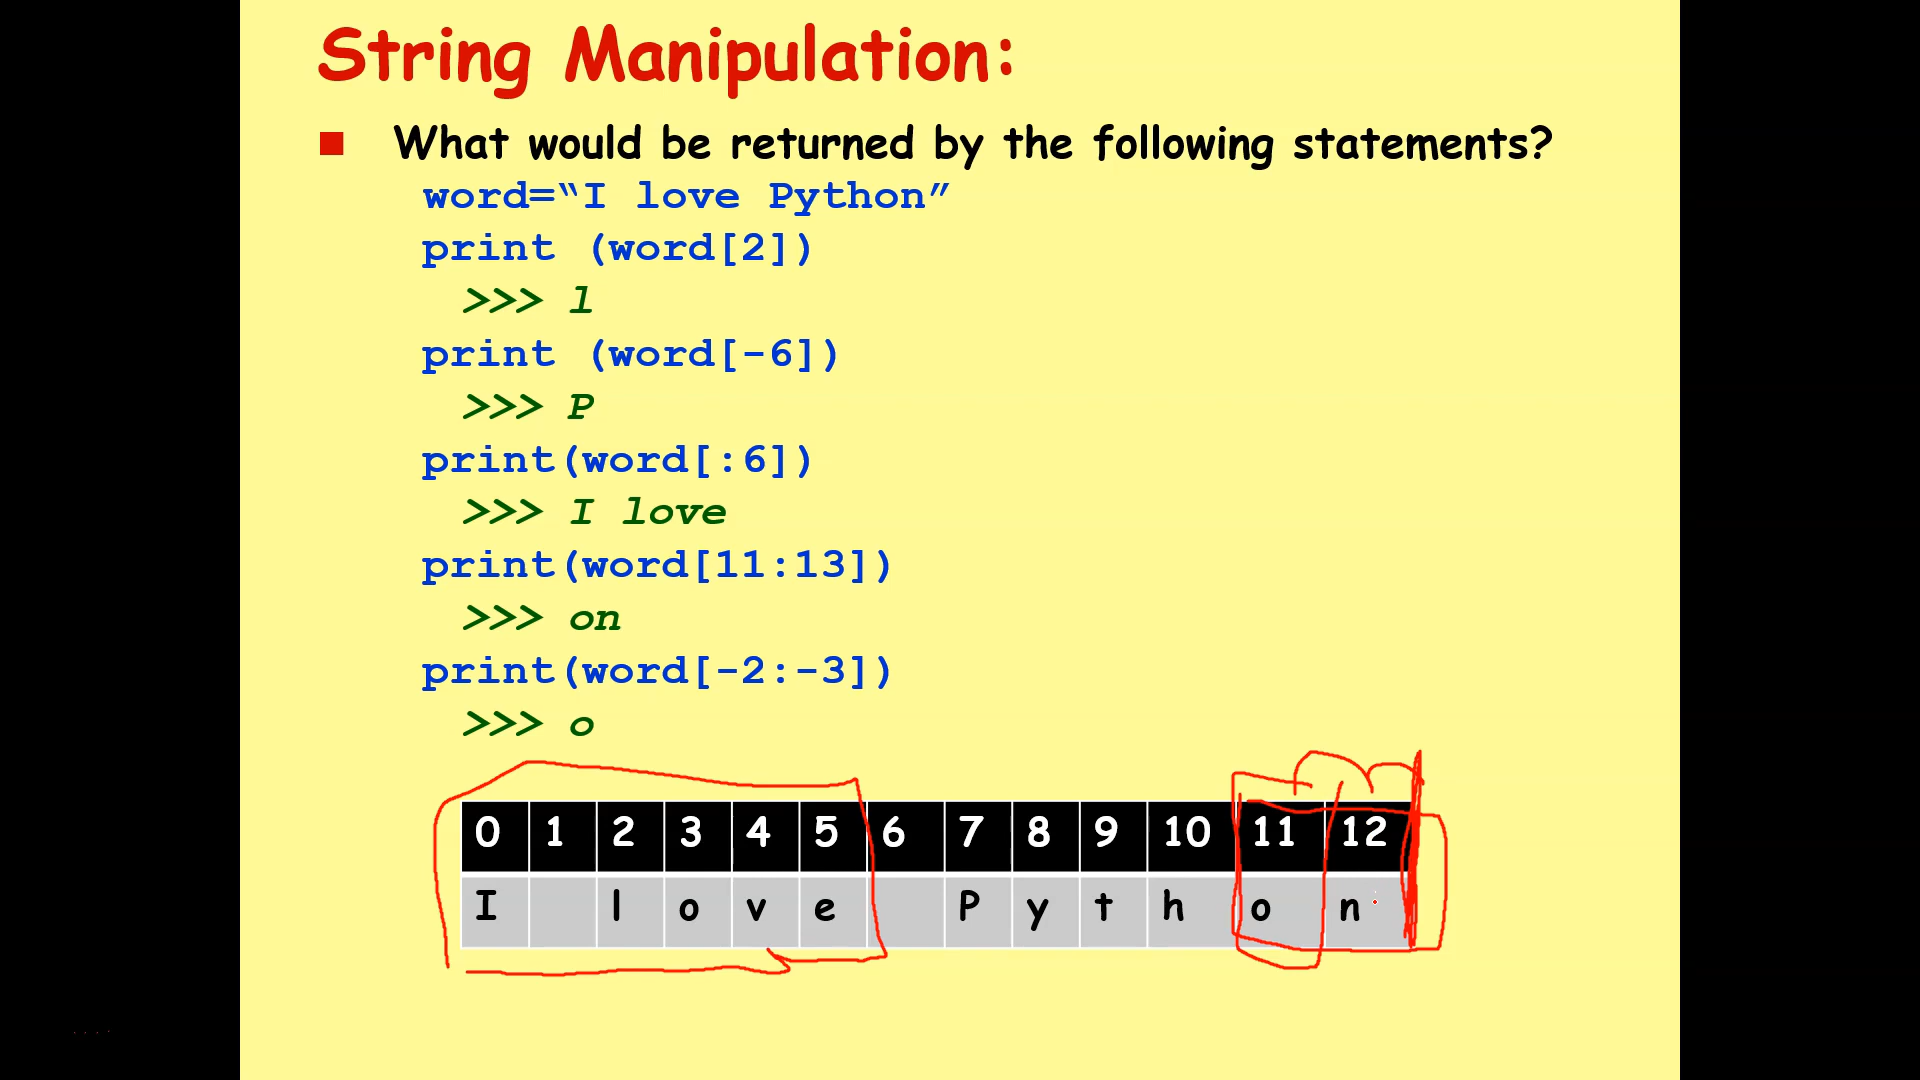 String Manipulation:
What would be returned by the following statements?
word=“I love Python”
print (word[2])
>>> l
print (word[-6])
>>> P
print(word[:6])
>>> I love
print(word[11:13])
>>> on
print(word[-2:-3])
>>> o
0 1 2 3 4 5 6 7 8 9 10 11 12
I l o v e P y t h o n